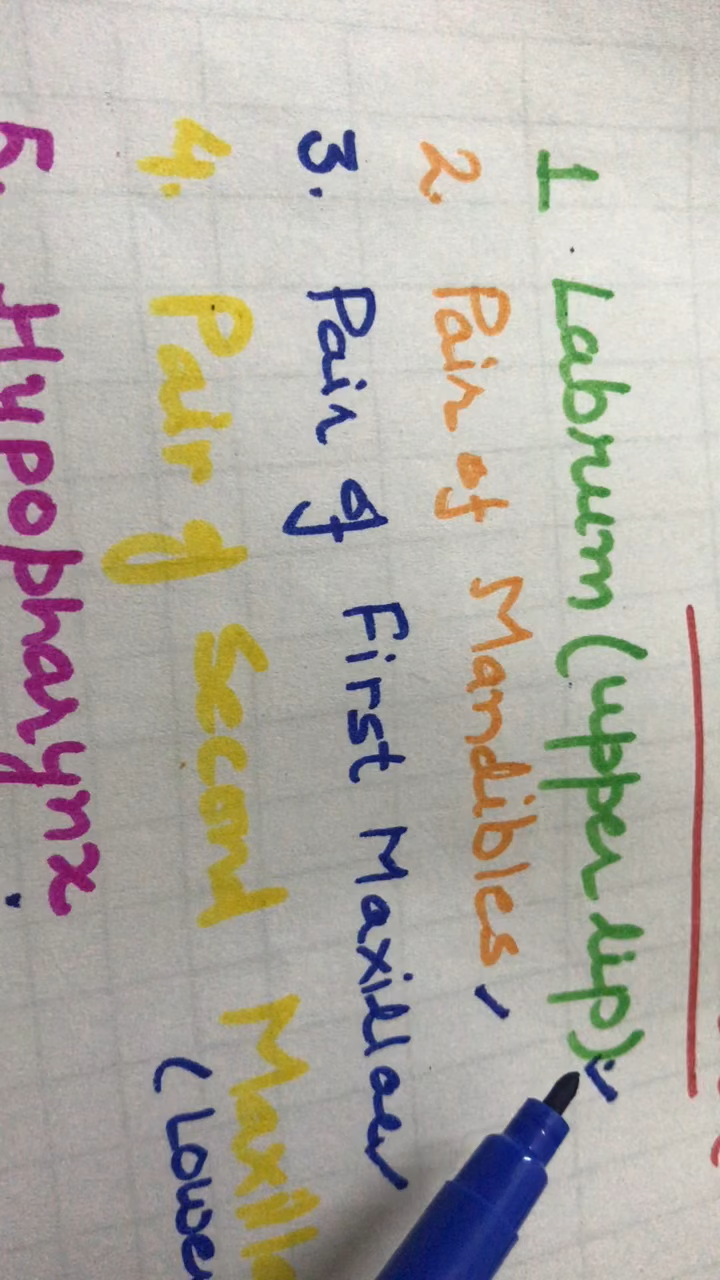 1. Labrum (upper lip)
2. Pair of Mandibles
3. Pair of First Maxillae
4. Pair of Second
(Lower
5. Hypopharynx.